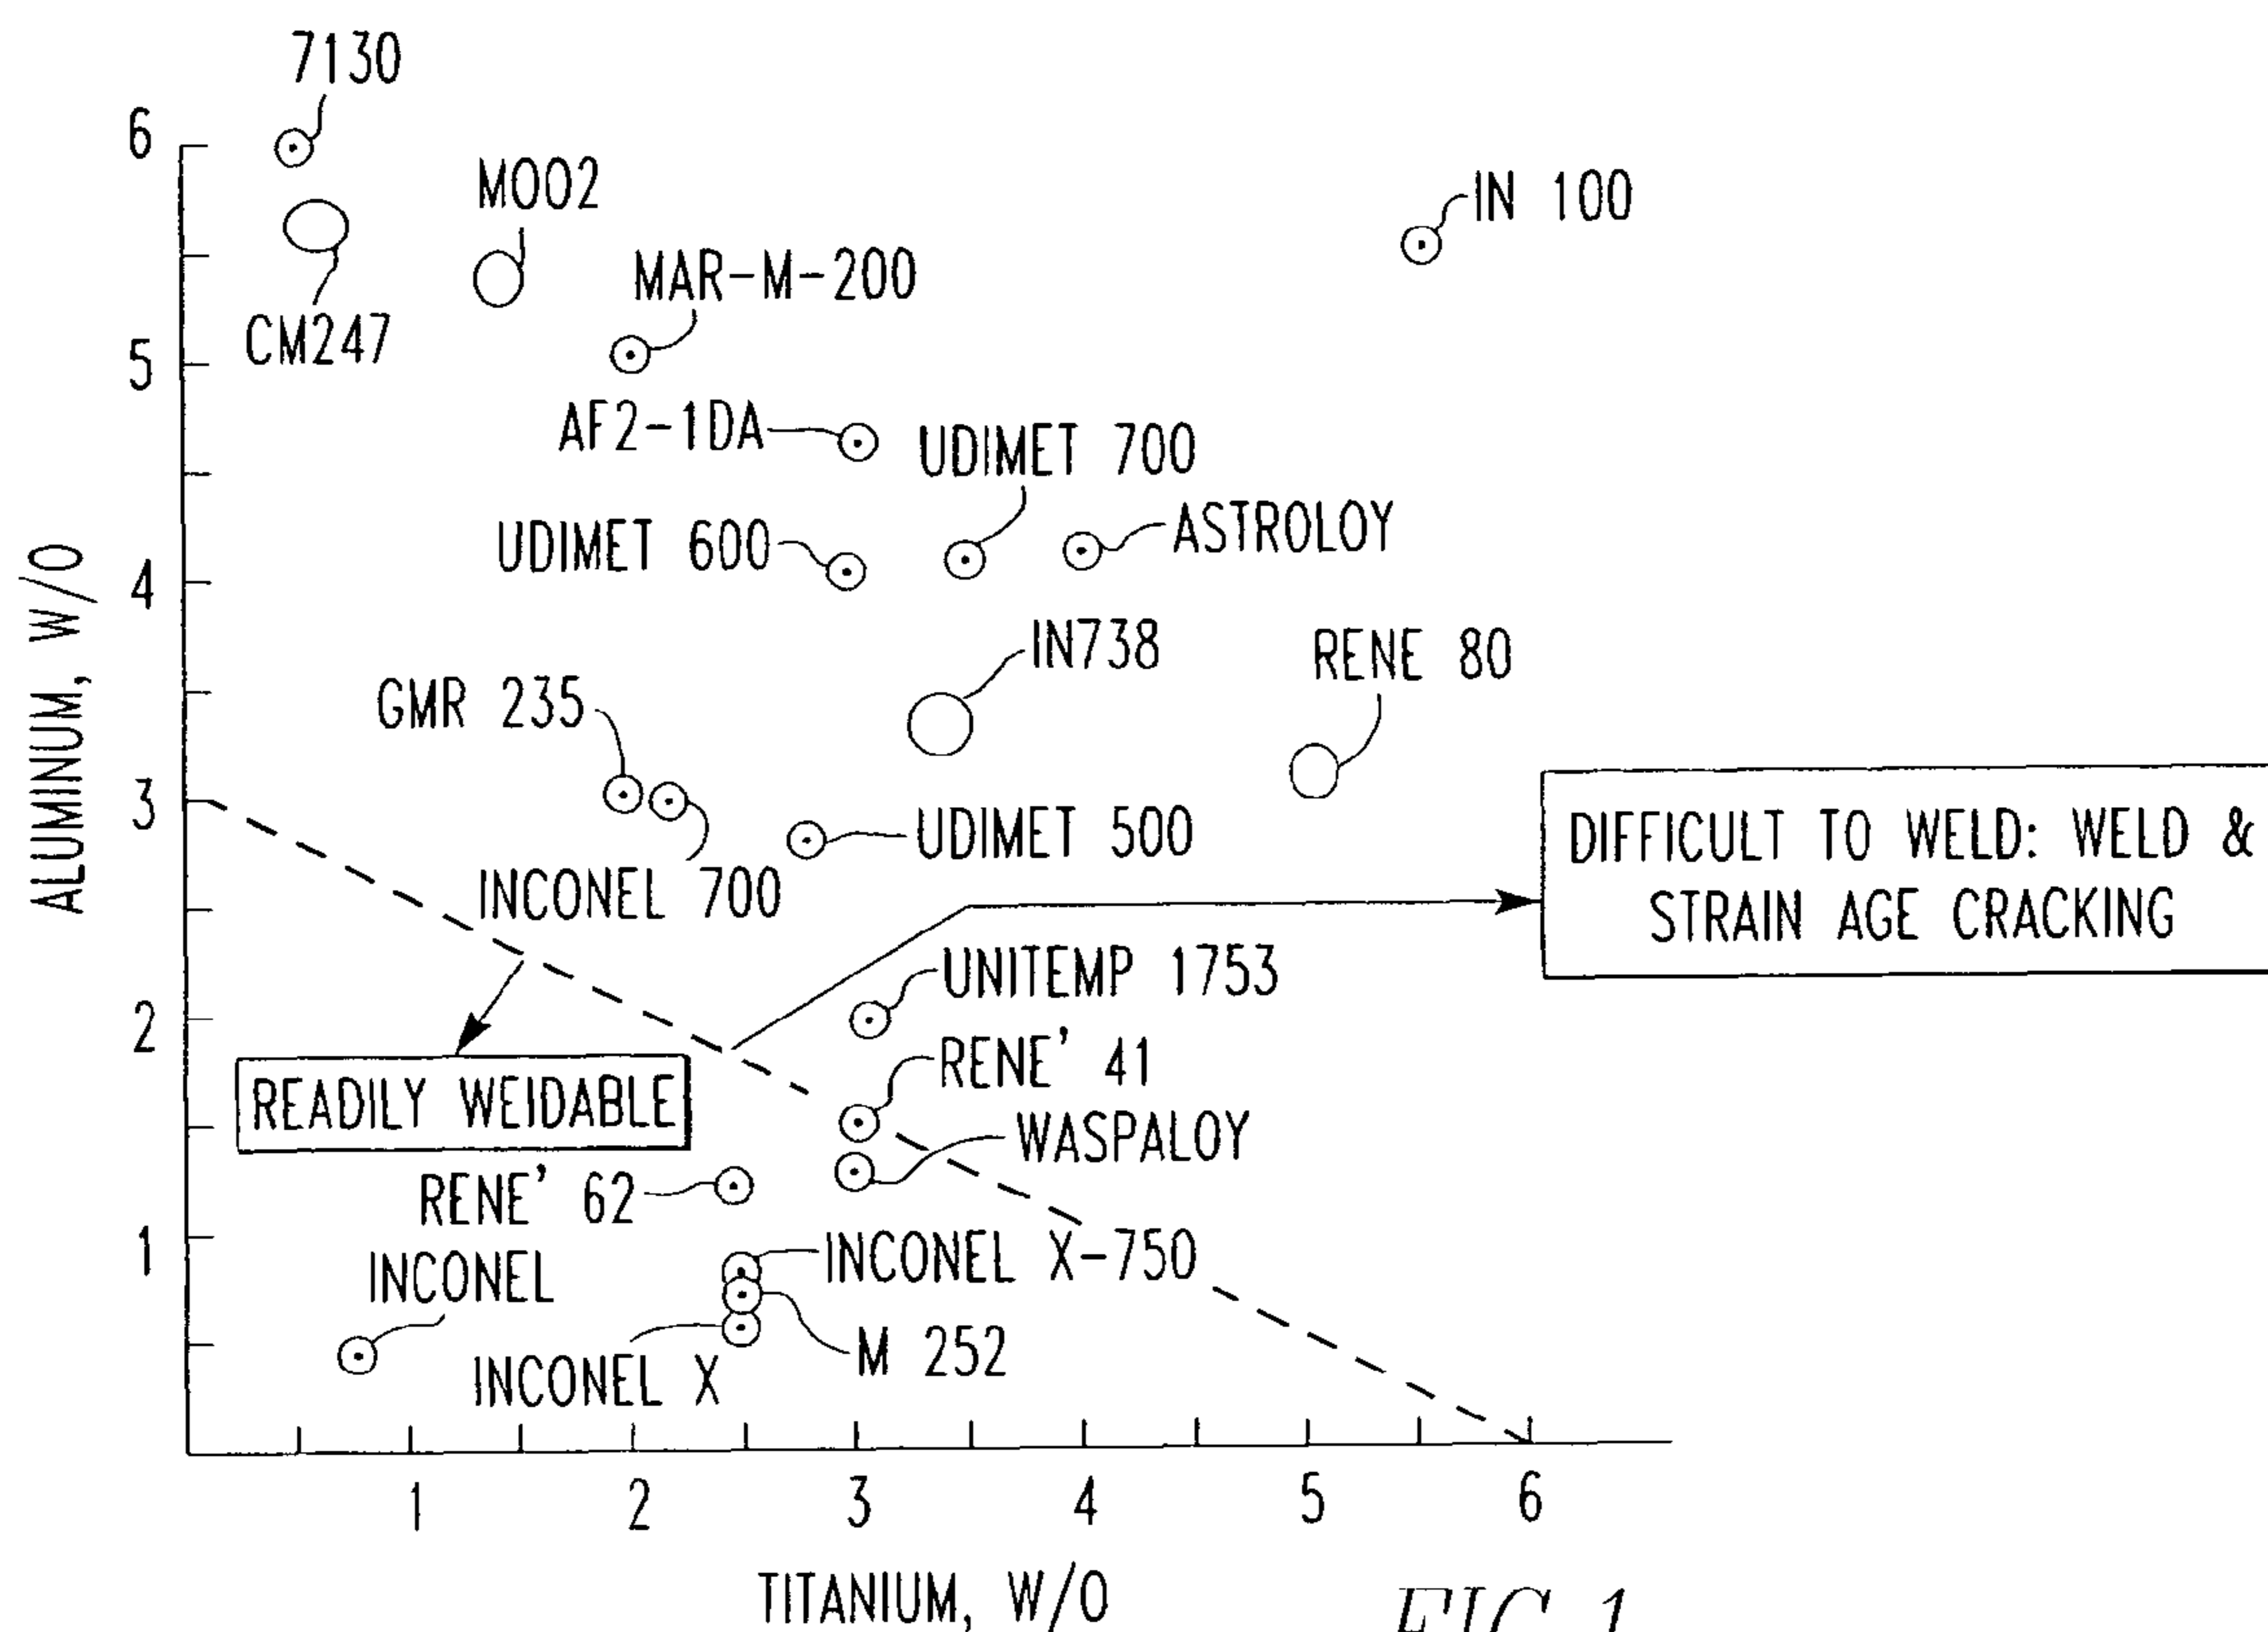 7130
6
M002
IN 100
MAR-M-200
CM247
5
AF2-1DA
UDIMET 700
UDIMET 600
ASTROLOY
4
ALUMINUM, W/O
IN738
RENE 80
GMR 235
3
UDIMET 500
DIFFICULT TO WELD: WELD &
STRAIN AGE CRACKING
INCONEL 700
UNITEMP 1753
2
RENE' 41
READILY WEIDABLE
WASPALOY
RENE' 62
1
INCONEL
INCONEL X-750
M 252
INCONEL X
1 2 3 4 5 6
TITANIUM, W/O
FIG. 1